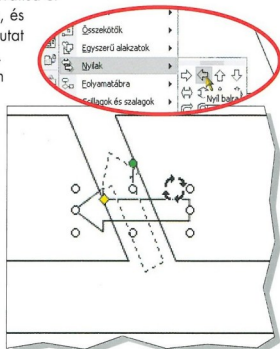 , és
utat
Összekötők
Egyszerű alakzatok
Nyilak
Folyamatábra
Csillagok és szalagok
Nyíl balra